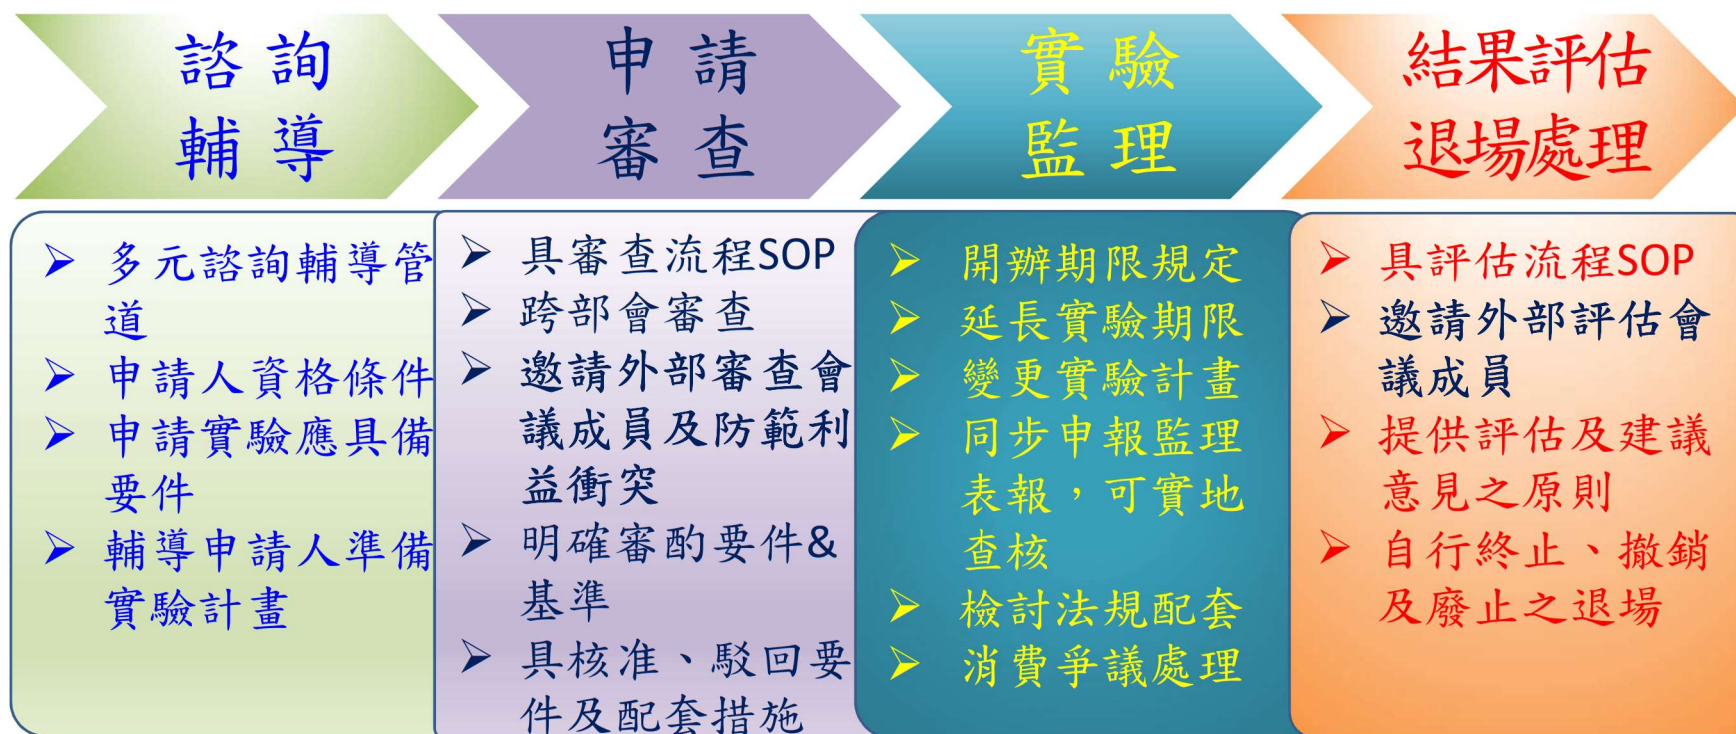 諮詢
輔導
申請
審查
實驗
監理
結果評估
退場處理
➢ 多元諮詢輔導管
道
➢ 申請人資格條件
➢ 申請實驗應具備
要件
➢ 輔導申請人準備
實驗計畫
➢ 具審查流程SOP
➢ 跨部會審查
➢ 邀請外部審查會
議成員及防範利
益衝突
➢ 明確審酌要件&
基準
➢ 具核准、駁回要
件及配套措施
➢ 開辦期限規定
➢ 延長實驗期限
➢ 變更實驗計畫
➢ 同步申報監理
表報，可實地
查核
➢ 檢討法規配套
➢ 消費爭議處理
➢ 具評估流程SOP
➢ 邀請外部評估會
議成員
➢ 提供評估及建議
意見之原則
➢ 自行終止、撤銷
及廢止之退場